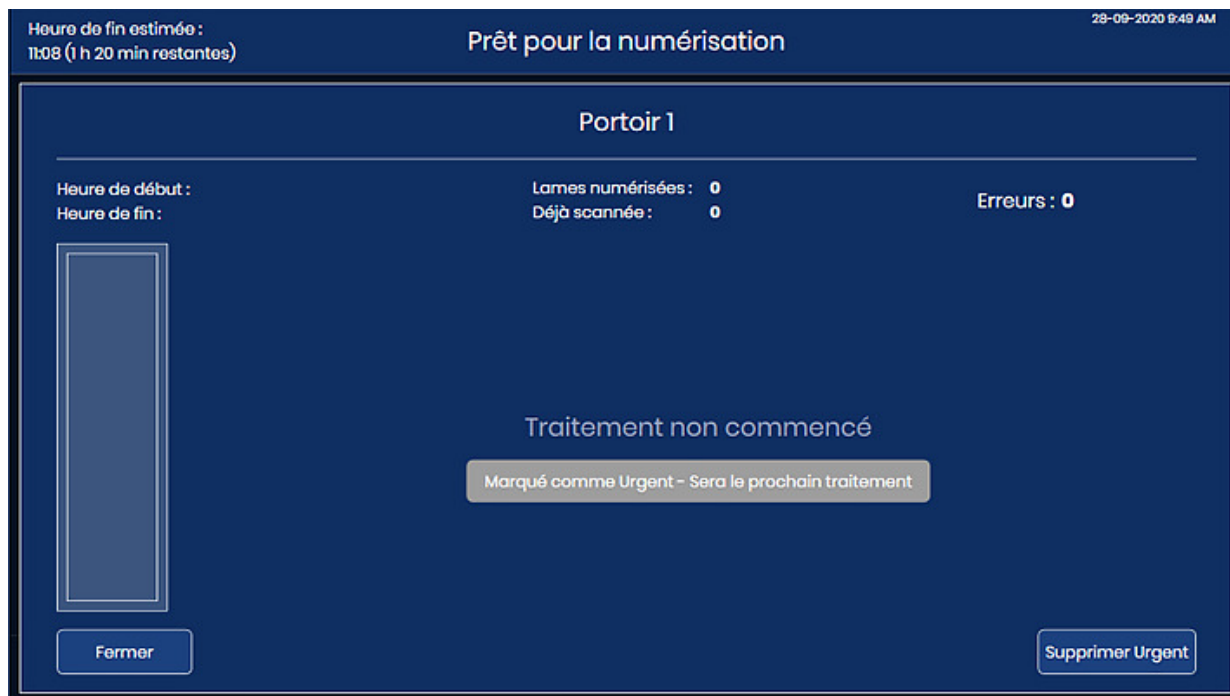 Heure de fin estimée :
11:08 (1 h 20 min restantes)
Prêt pour la numérisation
28-09-2020 9:49 AM
Portoir 1
Heure de début :
Heure de fin :
Lames numérisées : 0
Déjà scannée : 0
Erreurs : 0
Traitement non commencé
Marqué comme Urgent - Sera le prochain traitement
Fermer
Supprimer Urgent